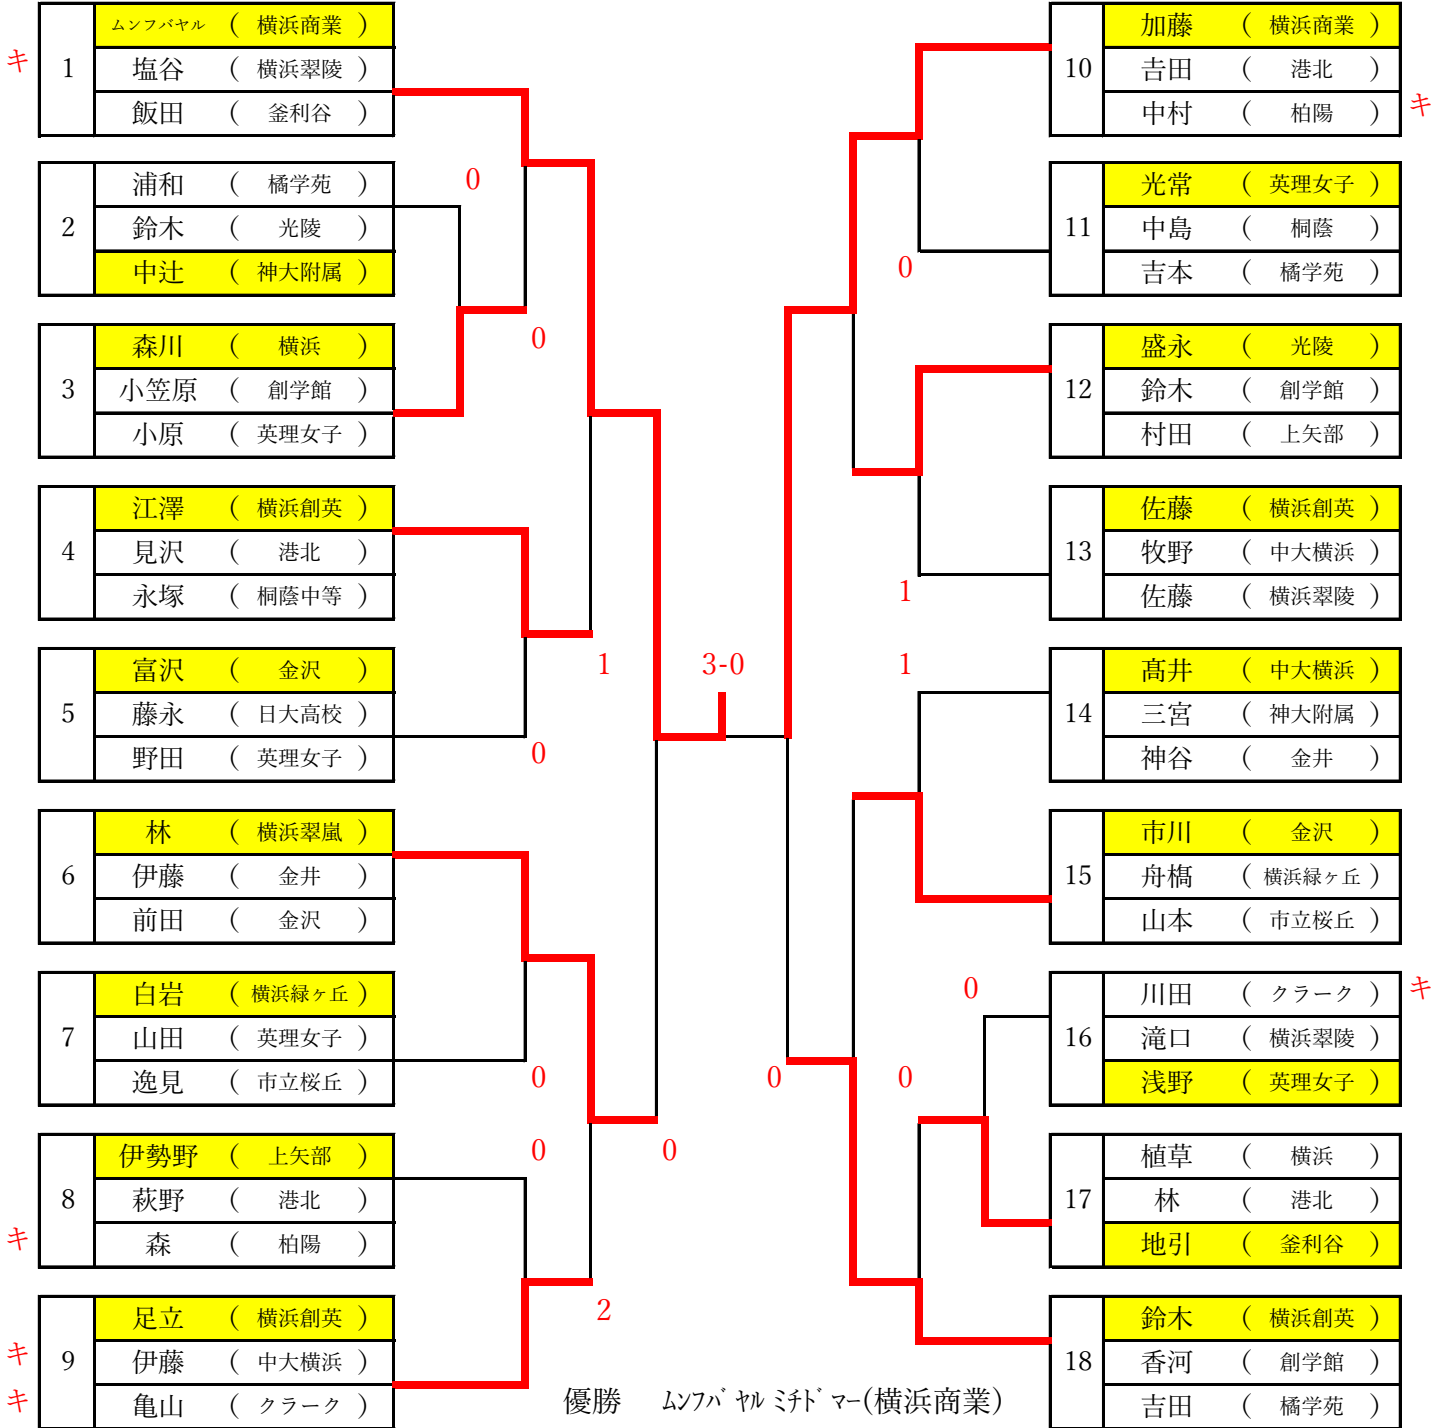 キ 1 ムンフバヤル ( 横浜商業 )
塩谷 ( 横浜翠陵 )
飯田 ( 釜利谷 )
2 浦和 ( 橘学苑 )
鈴木 ( 光陵 )
中辻 ( 神大附属 )
3 森川 ( 横浜 )
小笠原 ( 創学館 )
小原 ( 英理女子 )
4 江澤 ( 横浜創英 )
見沢 ( 港北 )
永塚 ( 桐蔭中等 )
5 富沢 ( 金沢 )
藤永 ( 日大高校 )
野田 ( 英理女子 )
6 林 ( 横浜翠嵐 )
伊藤 ( 金井 )
前田 ( 金沢 )
7 白岩 ( 横浜緑ヶ丘 )
山田 ( 英理女子 )
逸見 ( 市立桜丘 )
8 伊勢野 ( 上矢部 )
萩野 ( 港北 )
キ 森 ( 柏陽 )
9 足立 ( 横浜創英 )
キ 伊藤 ( 中大横浜 )
キ 亀山 ( クラーク )
0
0
1
0
0
0
0
2
3-0
0
0
1
1
0
0
10 加藤 ( 横浜商業 )
𠮷田 ( 港北 )
中村 ( 柏陽 ) キ
11 光常 ( 英理女子 )
中島 ( 桐蔭 )
吉本 ( 橘学苑 )
12 盛永 ( 光陵 )
鈴木 ( 創学館 )
村田 ( 上矢部 )
13 佐藤 ( 横浜創英 )
牧野 ( 中大横浜 )
佐藤 ( 横浜翠陵 )
14 髙井 ( 中大横浜 )
三宮 ( 神大附属 )
神谷 ( 金井 )
15 市川 ( 金沢 )
舟槗 ( 横浜緑ヶ丘 )
山本 ( 市立桜丘 )
16 川田 ( クラーク ) キ
滝口 ( 横浜翠陵 )
浅野 ( 英理女子 )
17 植草 ( 横浜 )
林 ( 港北 )
地引 ( 釜利谷 )
18 鈴木 ( 横浜創英 )
香河 ( 創学館 )
吉田 ( 橘学苑 )
優勝 ムンフバヤル ミチドマー(横浜商業)